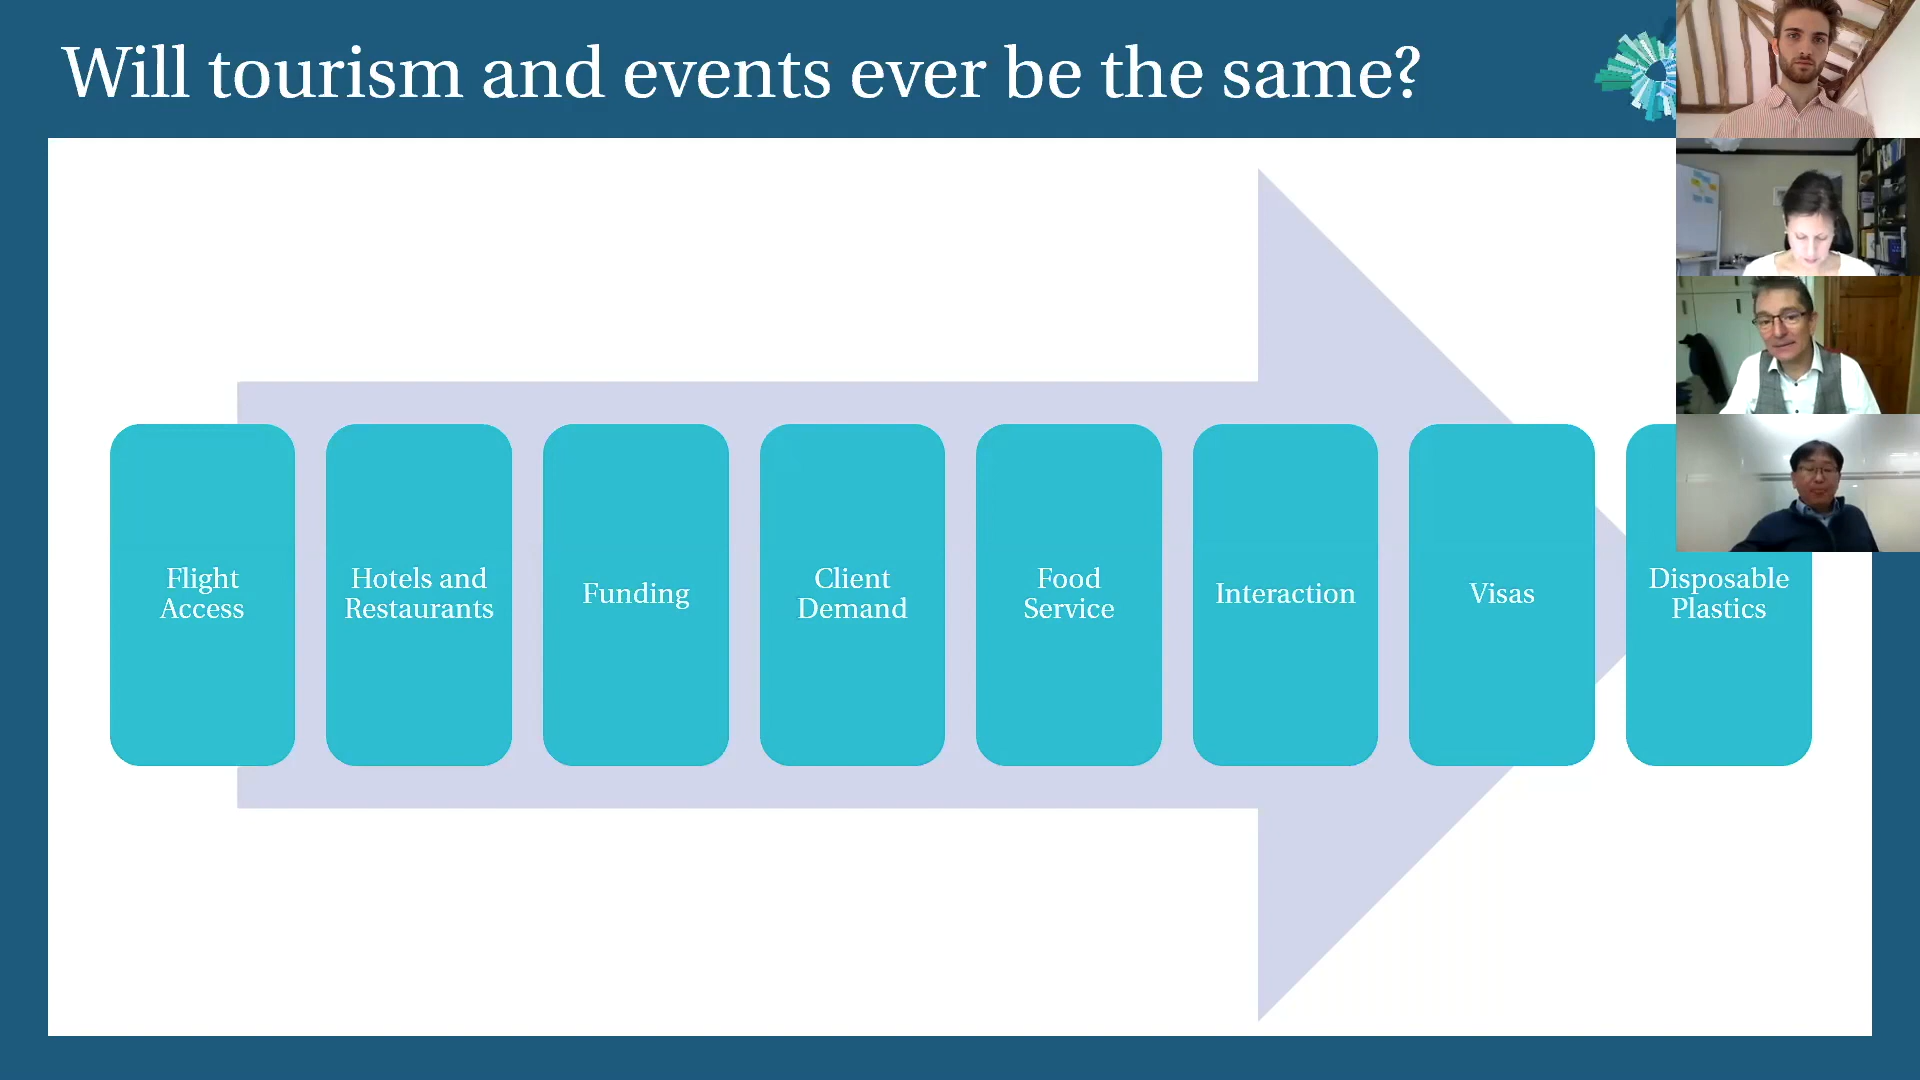 Will tourism and events ever be the same?
Flight
Access
Hotels and
Restaurants
Funding
Client
Demand
Food
Service
Interaction
Visas
Disposable
Plastics